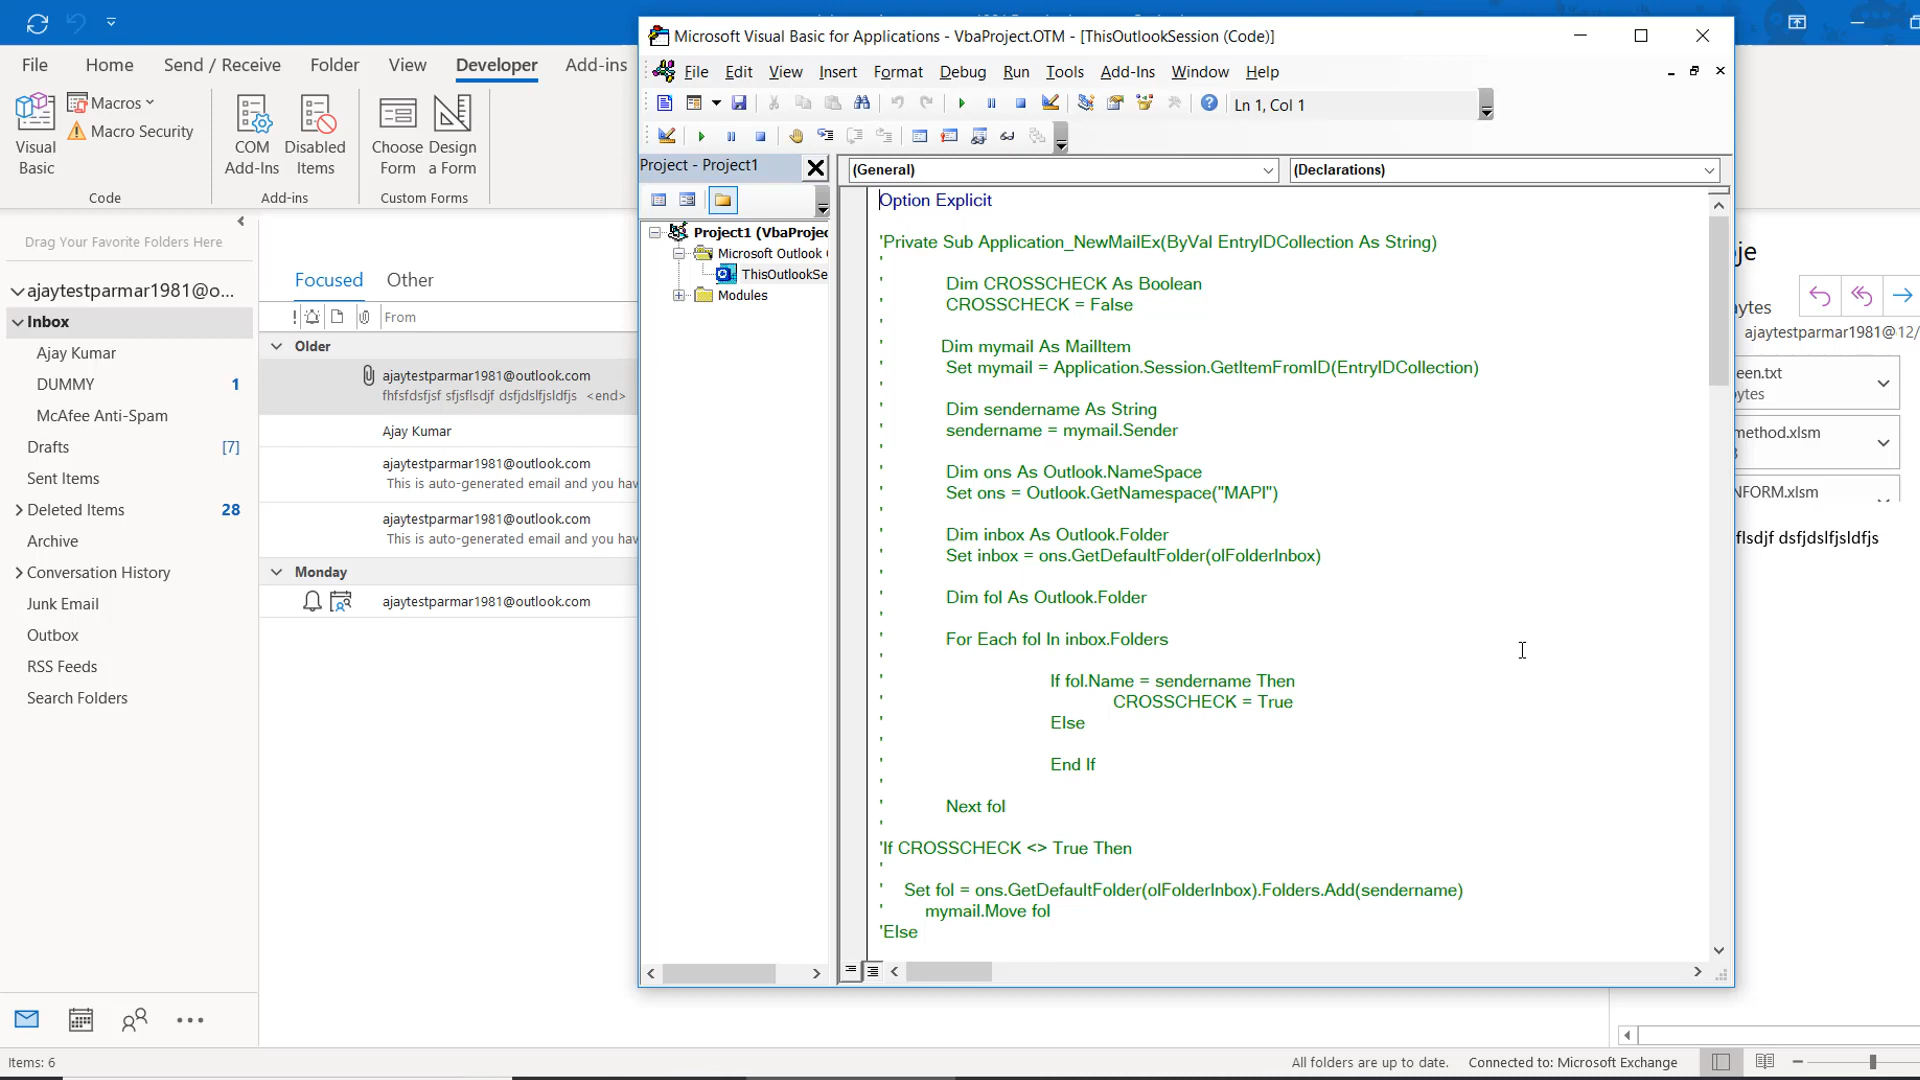 Microsoft Visual Basic for Applications - VbaProject.OTM - [ThisOutlookSession (Code)]
File Home Send / Receive Folder View Developer Add-ins
File Edit View Insert Format Debug Run Tools Add-Ins Window Help
Visual Basic
Macros
Macro Security
COM Add-Ins
Disabled Items
Choose Form
Design a Form
Code
Add-ins
Custom Forms
Ln 1, Col 1
Project - Project1
(General)
(Declarations)
Project1 (VbaProjec
Microsoft Outlook
ThisOutlookSe
Modules
Drag Your Favorite Folders Here
ajaytestparmar1981@o...
Inbox
Ajay Kumar
DUMMY 1
McAfee Anti-Spam
Drafts [7]
Sent Items
Deleted Items 28
Archive
Conversation History
Junk Email
Outbox
RSS Feeds
Search Folders
Focused Other
From
Older
ajaytestparmar1981@outlook.com
fhfsfdsfjsf sfjsflsdjf dsfjdslfjsldfjs <end>
Ajay Kumar
ajaytestparmar1981@outlook.com
This is auto-generated email and you hav
ajaytestparmar1981@outlook.com
This is auto-generated email and you hav
Monday
ajaytestparmar1981@outlook.com
Option Explicit
'Private Sub Application_NewMailEx(ByVal EntryIDCollection As String)
'
' Dim CROSSCHECK As Boolean
' CROSSCHECK = False
'
' Dim mymail As MailItem
' Set mymail = Application.Session.GetItemFromID(EntryIDCollection)
'
' Dim sendername As String
' sendername = mymail.Sender
'
' Dim ons As Outlook.NameSpace
' Set ons = Outlook.GetNamespace("MAPI")
'
' Dim inbox As Outlook.Folder
' Set inbox = ons.GetDefaultFolder(olFolderInbox)
'
' Dim fol As Outlook.Folder
'
' For Each fol In inbox.Folders
'
' If fol.Name = sendername Then
' CROSSCHECK = True
' Else
'
' End If
'
' Next fol
'
'If CROSSCHECK <> True Then
'
' Set fol = ons.GetDefaultFolder(olFolderInbox).Folders.Add(sendername)
' mymail.Move fol
'Else
je
ytes
ajaytestparmar1981@12/
een.txt
ytes
method.xlsm
NFORM.xlsm
flsdjf dsfjdslfjsldfjs
Items: 6
All folders are up to date.
Connected to: Microsoft Exchange